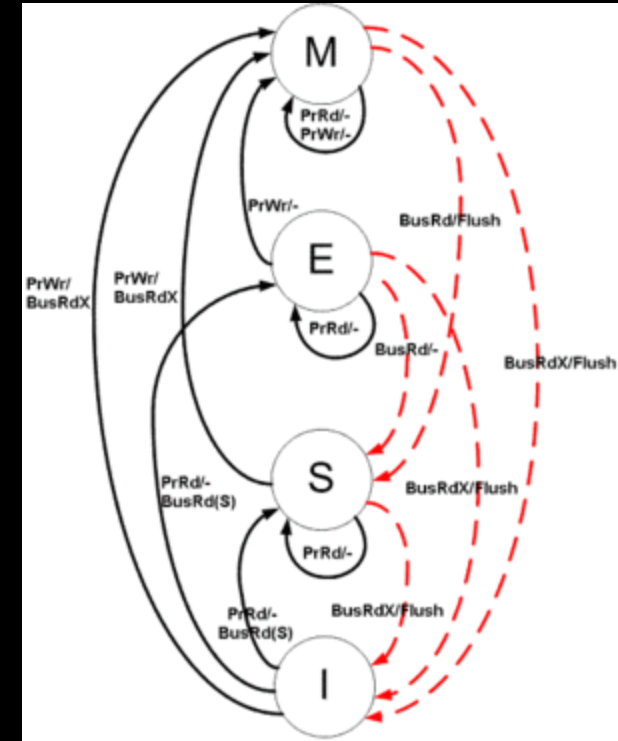 M
PrRd/-
PrWr/-
PrWr/-
BusRd/Flush
E
PrWr/
BusRdX
PrWr/
BusRdX
PrRd/-
BusRd/-
BusRdX/Flush
S
PrRd/-
BusRd(S)
BusRdX/Flush
PrRd/-
PrRd/-
BusRd(S)
BusRdX/Flush
I